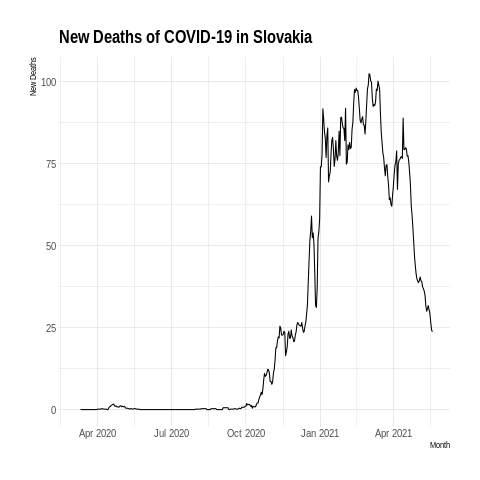 New Deaths of COVID-19 in Slovakia
New Deaths
100
75
50
25
0
Apr 2020 Jul 2020 Oct 2020 Jan 2021 Apr 2021
Month